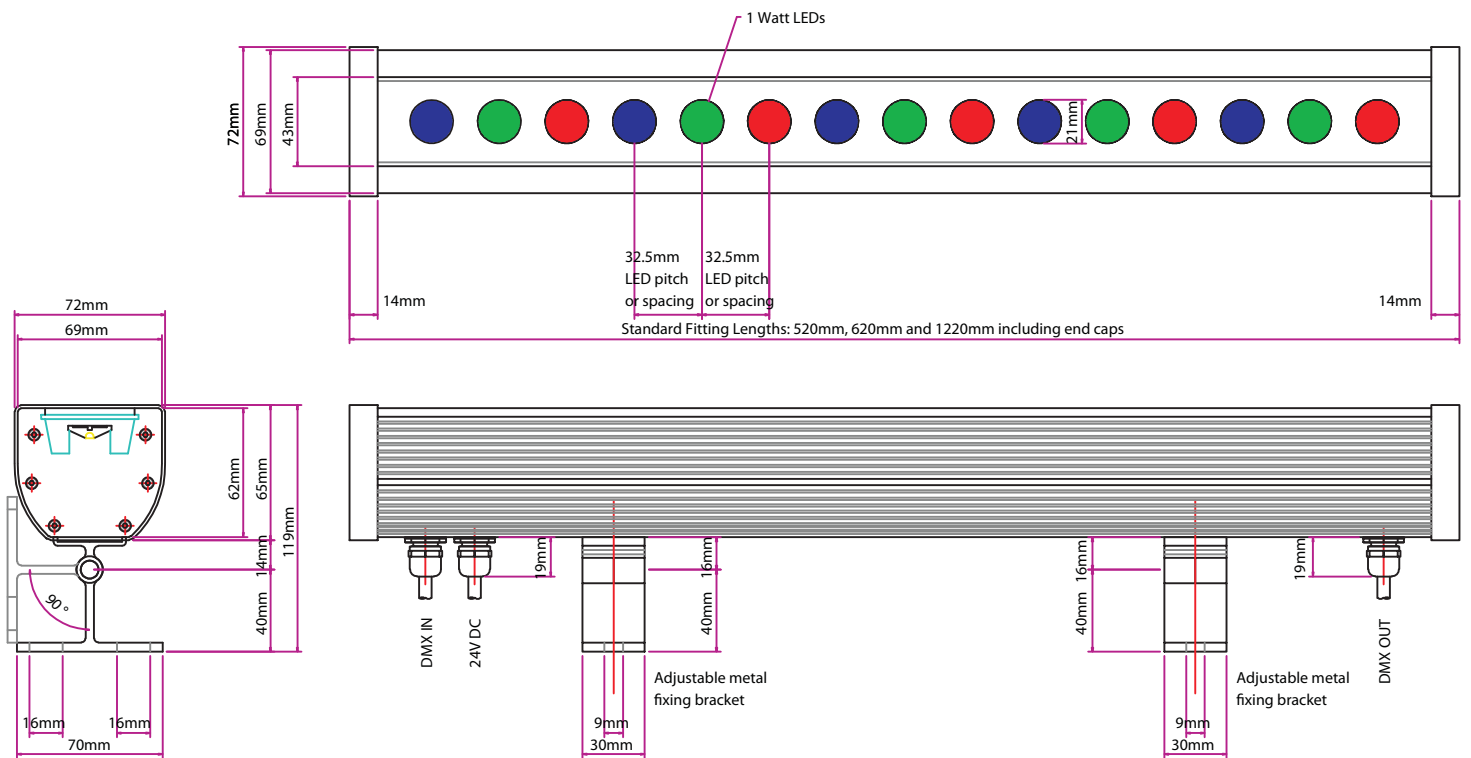 1 Watt LEDs
72mm
69mm
43mm
21mm
32.5mm
LED pitch
or spacing
32.5mm
LED pitch
or spacing
14mm
14mm
Standard Fitting Lengths: 520mm, 620mm and 1220mm including end caps
72mm
69mm
62mm
65mm
119mm
14mm
40mm
90°
16mm
16mm
70mm
DMX IN
24V DC
19mm
16mm
40mm
Adjustable metal
fixing bracket
9mm
30mm
16mm
40mm
19mm
DMX OUT
Adjustable metal
fixing bracket
9mm
30mm